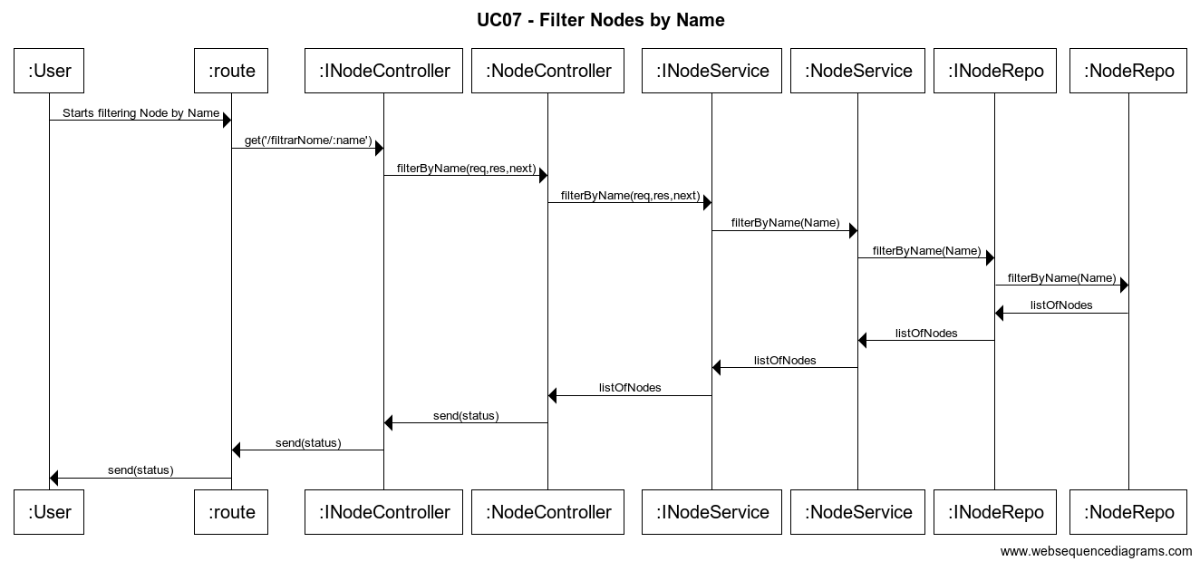 UC07 - Filter Nodes by Name
:User :route :INodeController :NodeController :INodeService :NodeService :INodeRepo :NodeRepo
Starts filtering Node by Name
get('/filtrarNome/:name')
filterByName(req,res,next)
filterByName(req,res,next)
filterByName(Name)
filterByName(Name)
filterByName(Name)
listOfNodes
listOfNodes
listOfNodes
listOfNodes
send(status)
send(status)
send(status)
:User :route :INodeController :NodeController :INodeService :NodeService :INodeRepo :NodeRepo
www.websequencediagrams.com